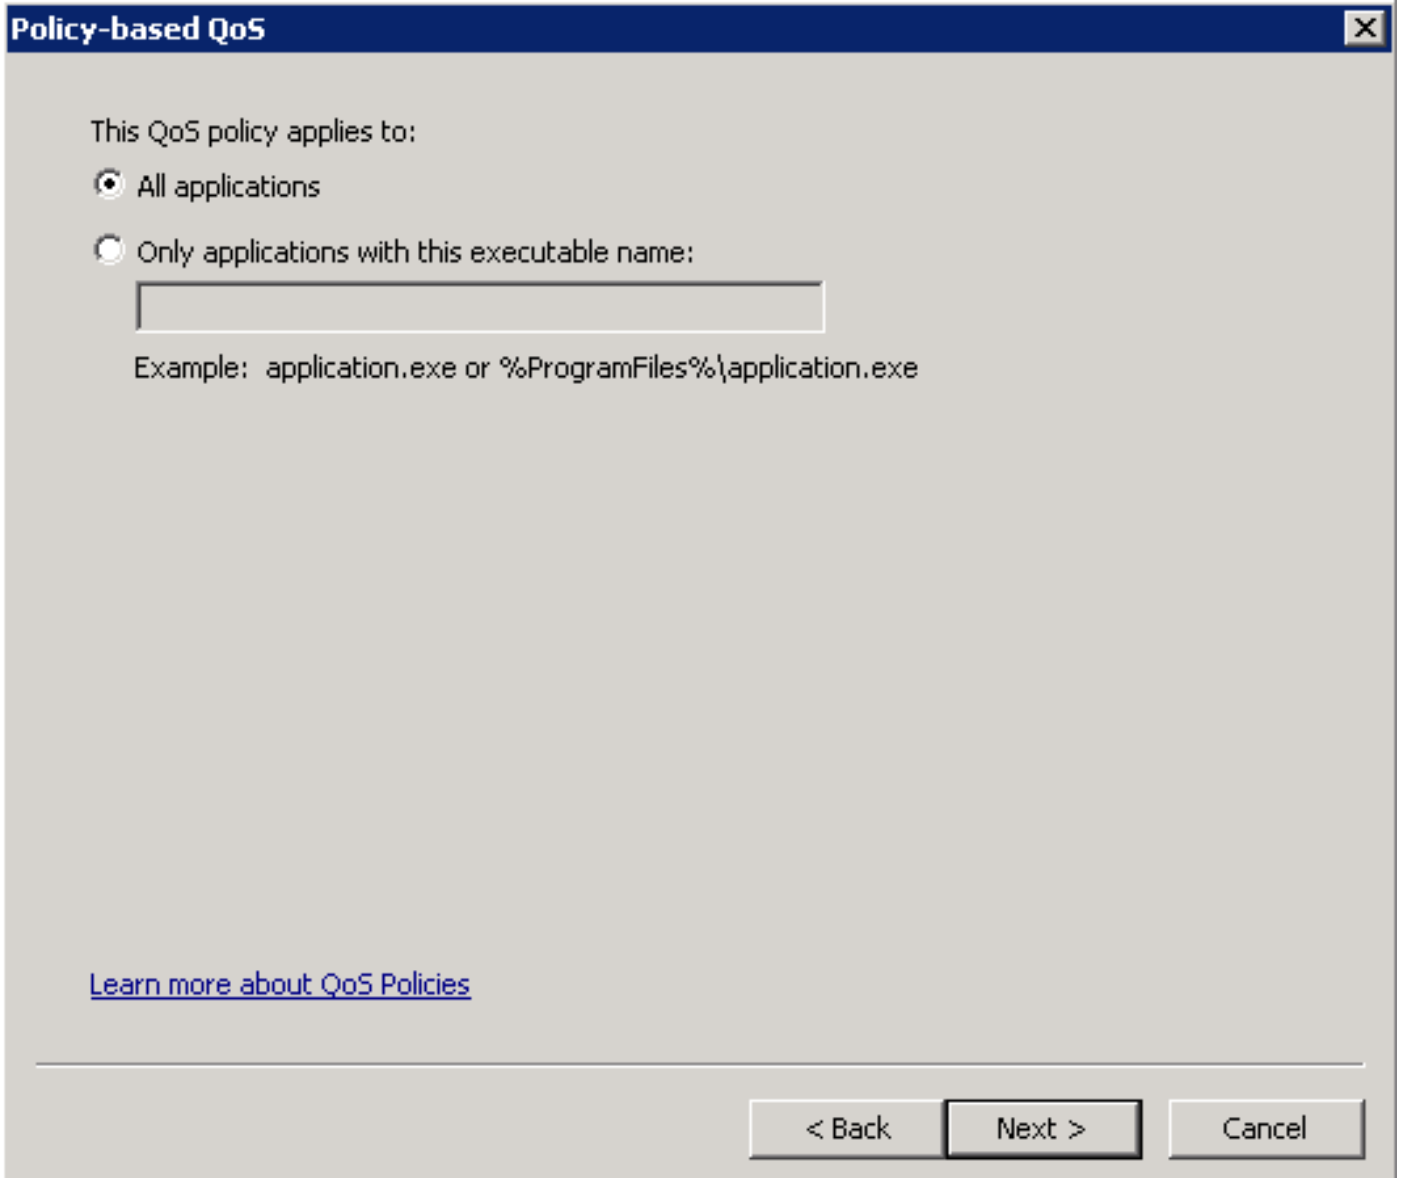 Policy-based QoS
This QoS policy applies to:
All applications
Only applications with this executable name:
Example:  application.exe or %ProgramFiles%\application.exe
Learn more about QoS Policies
< Back
Next >
Cancel